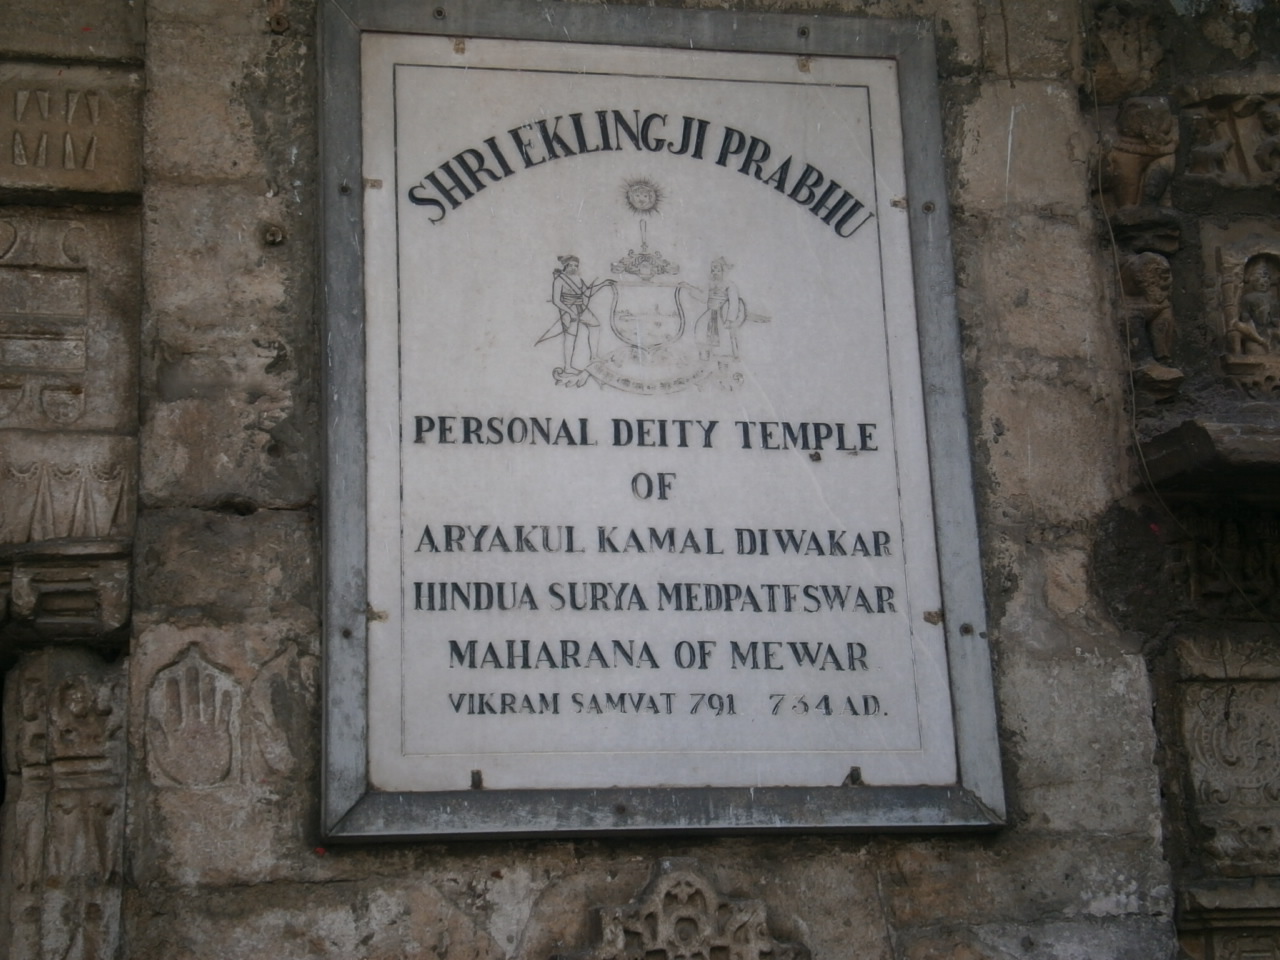 SHRI EKLINGJI PRABHU
PERSONAL DEITY TEMPLE
OF
ARYAKUL KAMAL DIWAKAR
HINDUA SURYA MEDPATFSWAR
MAHARANA OF MEWAR
VIKRAM SAMVAT 791 734 AD.